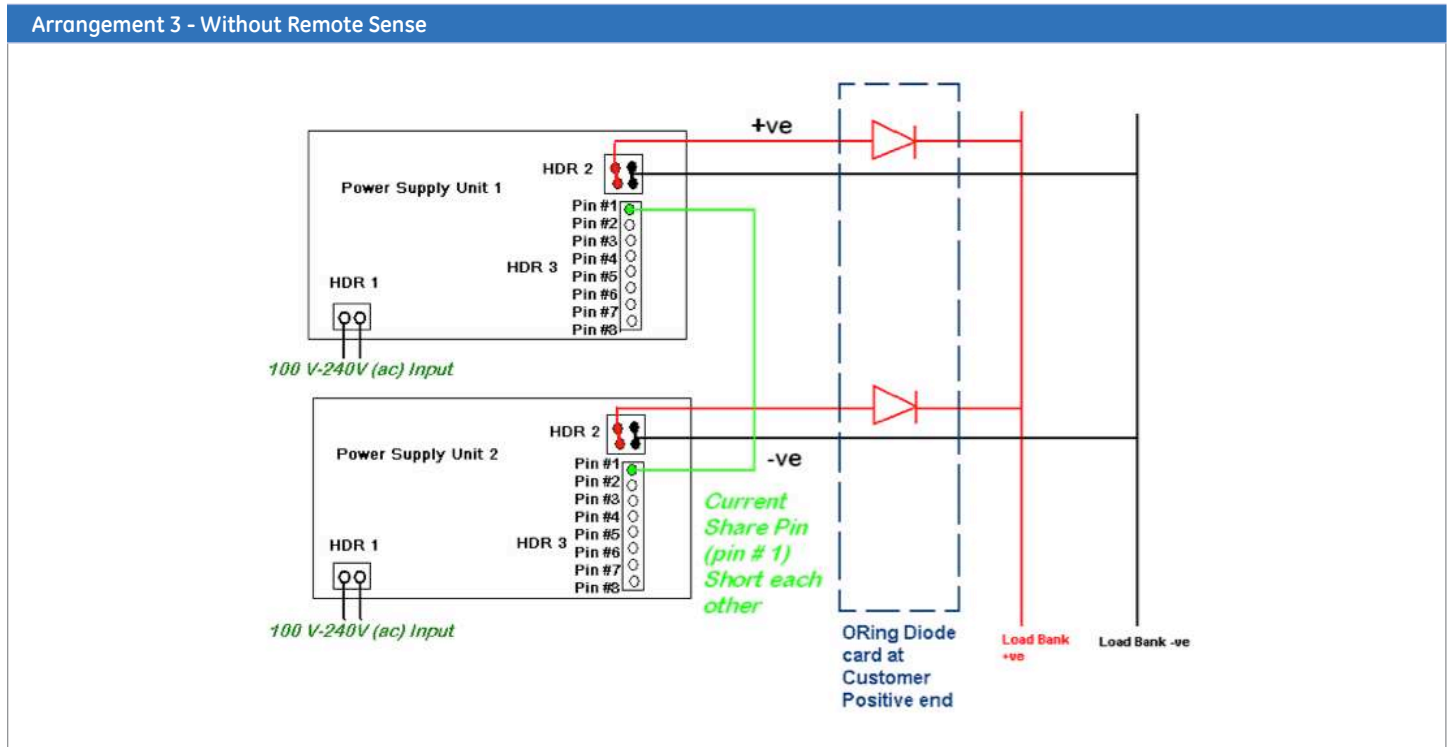 Arrangement 3 - Without Remote Sense
+ve
HDR 2
Power Supply Unit 1
Pin #1
Pin #2
Pin #3
Pin #4
HDR 3
Pin #5
HDR 1
Pin #6
Pin #7
Pin #8
100 V-240V (ac) Input
HDR 2
Power Supply Unit 2
-ve
Pin #1
Pin #2
Pin #3
Pin #4
Pin #5
HDR 1
HDR 3
Pin #6
Pin #7
Pin #8
100 V-240V (ac) Input
Current
Share Pin
(pin # 1)
Short each
other
ORing Diode
card at
Customer
Positive end
Load Bank
+ve
Load Bank -ve